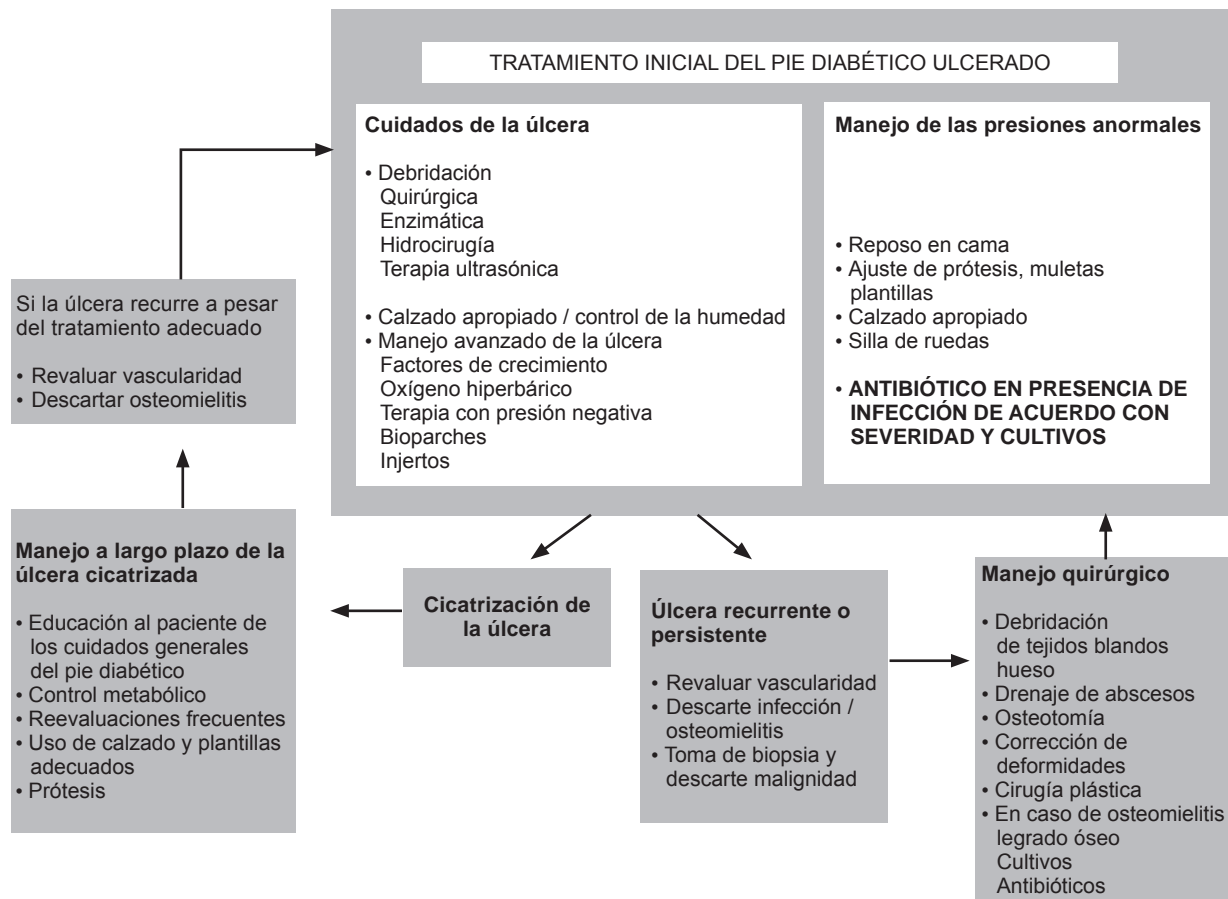 TRATAMIENTO INICIAL DEL PIE DIABÉTICO ULCERADO
Cuidados de la úlcera
• Debridación
Quirúrgica
Enzimática
Hidrocirugía
Terapia ultrasónica
• Calzado apropiado / control de la humedad
• Manejo avanzado de la úlcera
Factores de crecimiento
Oxígeno hiperbárico
Terapia con presión negativa
Bioparches
Injertos
Manejo de las presiones anormales
• Reposo en cama
• Ajuste de prótesis, muletas
plantillas
• Calzado apropiado
• Silla de ruedas
• ANTIBIÓTICO EN PRESENCIA DE
INFECCIÓN DE ACUERDO CON
SEVERIDAD Y CULTIVOS
Si la úlcera recurre a pesar
del tratamiento adecuado
• Revaluar vascularidad
• Descartar osteomielitis
Manejo a largo plazo de la
úlcera cicatrizada
• Educación al paciente de
los cuidados generales
del pie diabético
• Control metabólico
• Reevaluaciones frecuentes
• Uso de calzado y plantillas
adecuados
• Prótesis
Cicatrización de
la úlcera
Úlcera recurrente o
persistente
• Revaluar vascularidad
• Descarte infección /
osteomielitis
• Toma de biopsia y
descarte malignidad
Manejo quirúrgico
• Debridación
de tejidos blandos
hueso
• Drenaje de abscesos
• Osteotomía
• Corrección de
deformidades
• Cirugía plástica
• En caso de osteomielitis
legrado óseo
Cultivos
Antibióticos